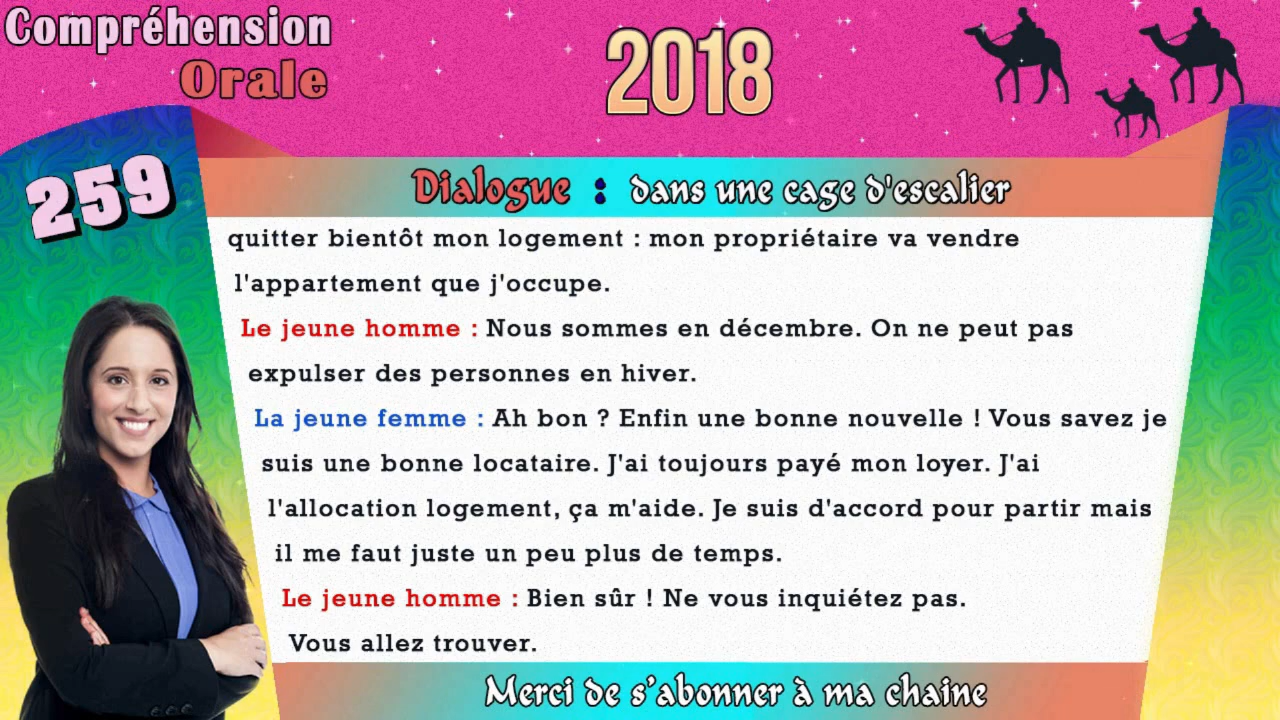 Compréhension
Orale
2018
259
Dialogue : dans une cage d'escalier
quitter bientôt mon logement : mon propriétaire va vendre
l'appartement que j'occupe.
Le jeune homme : Nous sommes en décembre. On ne peut pas
expulser des personnes en hiver.
La jeune femme : Ah bon ? Enfin une bonne nouvelle ! Vous savez je
suis une bonne locataire. J'ai toujours payé mon loyer. J'ai
l'allocation logement, ça m'aide. Je suis d'accord pour partir mais
il me faut juste un peu plus de temps.
Le jeune homme : Bien sûr ! Ne vous inquiétez pas.
Vous allez trouver.
Merci de s’abonner à ma chaine